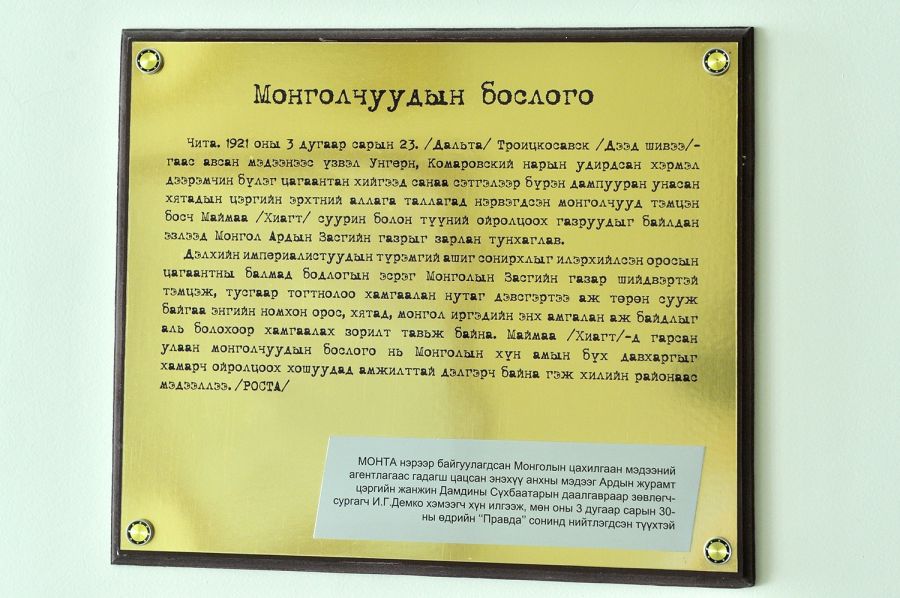 Монголчуудын бослого
Чита. 1921 оны 3 дугаар сарын 23. /Дальта/ Троицкосавск /Дээд шивээ/-
гаас авсан мэдээнээс үзвэл Унгерн, Комаровский нарын удирдсан хэрмэл
дээрэмчин бүлэг цагаантан хийгээд санаа сэтгэлээр бүрэн дампууран унасан
хятадын цэргийн эрхтний аллага таллагад нэрвэгдсэн монголчууд тэмцэн
босч Маймаа /Хиагт/ суурин болон түүний ойролцоох газруудыг байлдан
эзлээд Монгол Ардын Засгийн газрыг зарлан тунхаглав.
Дэлхийн империалистуудын түрэмгий ашиг сонирхлыг илэрхийлсэн оросын
цагаантны балмад бодлогын эсрэг Монголын Засгийн газар шийдвэртэй
тэмцэж, тусгаар тогтнолоо хамгаалан нутаг дэвсгэртээ аж төрөн сууж
байгаа энгийн номхон орос, хятад, монгол иргэдийн энх амгалан аж байдлыг
аль болохоор хамгаалах зорилт тавьж байна. Маймаа /Хиагт/-д гарсан
улаан монголчуудын бослого нь Монголын хүн амын бүх давхаргыг
хамарч ойролцоох хошуудад амжилттай дэлгэрч байна гэж хилийн районаас
мэдээллээ. /РОСТА/
МОНТА нэрээр байгуулагдсан Монголын цахилгаан мэдээний
агентлагаас гадагш цацсан энэхүү анхны мэдээг Ардын журамт
цэргийн жанжин Дамдины Сүхбаатарын даалгавраар зөвлөгч-
сургагч И.Г.Демко хэмээгч хүн илгээж, мөн оны 3 дугаар сарын 30-
ны өдрийн "Правда" сонинд нийтлэгдсэн түүхтэй